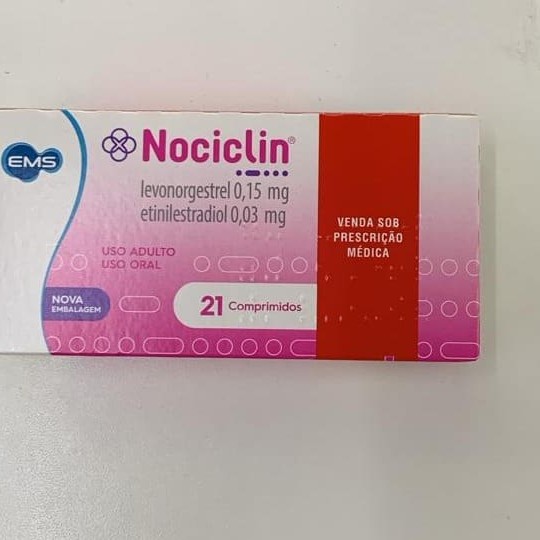 EMS
Nociclin®
levonorgestrel 0,15 mg
etinilestradiol 0,03 mg
USO ADULTO
USO ORAL
NOVA
EMBALAGEM
21 Comprimidos
VENDA SOB
PRESCRIÇÃO
MÉDICA